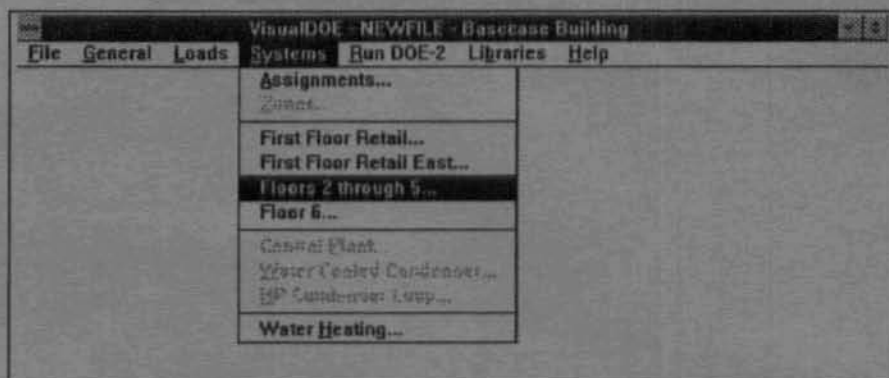 VisualDOE - NEWFILE - Basecase Building
File General Loads Systems Run DOE-2 Libraries Help
Assignments...
Zones...
First Floor Retail...
First Floor Retail East...
Floors 2 through 5...
Floor 6...
Central Plant...
Water Cooled Condenser...
HP Condenser Loop...
Water Heating...